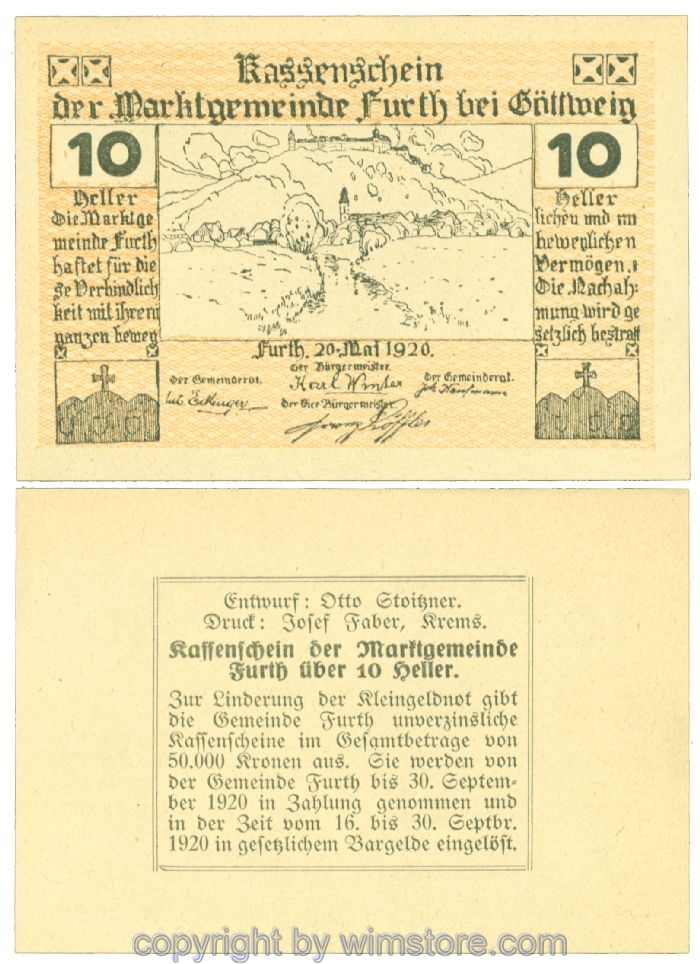 Kassenschein
der Marktgemeinde Furth bei Göttweig
10
Heller
Die Marktge
meinde Furth
haftet für die
se Verbindlich
keit mit ihrem
ganzen beweg
10
Heller
lichen und un
beweglichen
Vermögen.
Die Nachah:
mung wird ge
setzlich bestraft
Furth, 20. Mai 1920.
Der Bürgermeister.
Karl Winter
Der Gemeinderat.
Der Gemeinderat.
Der Vice Bürgermeister
Entwurf: Otto Stoitzner.
Druck: Josef Faber, Krems.
Kassenschein der Marktgemeinde
Furth über 10 Heller.
Zur Linderung der Kleingeldnot gibt
die Gemeinde Furth unverzinsliche
Kassenscheine im Gesamtbetrage von
50.000 Kronen aus. Sie werden von
der Gemeinde Furth bis 30. Septem-
ber 1920 in Zahlung genommen und
in der Zeit vom 16. bis 30. Septbr.
1920 in gesetzlichem Bargelde eingelöst.
copyright by wimstore.com